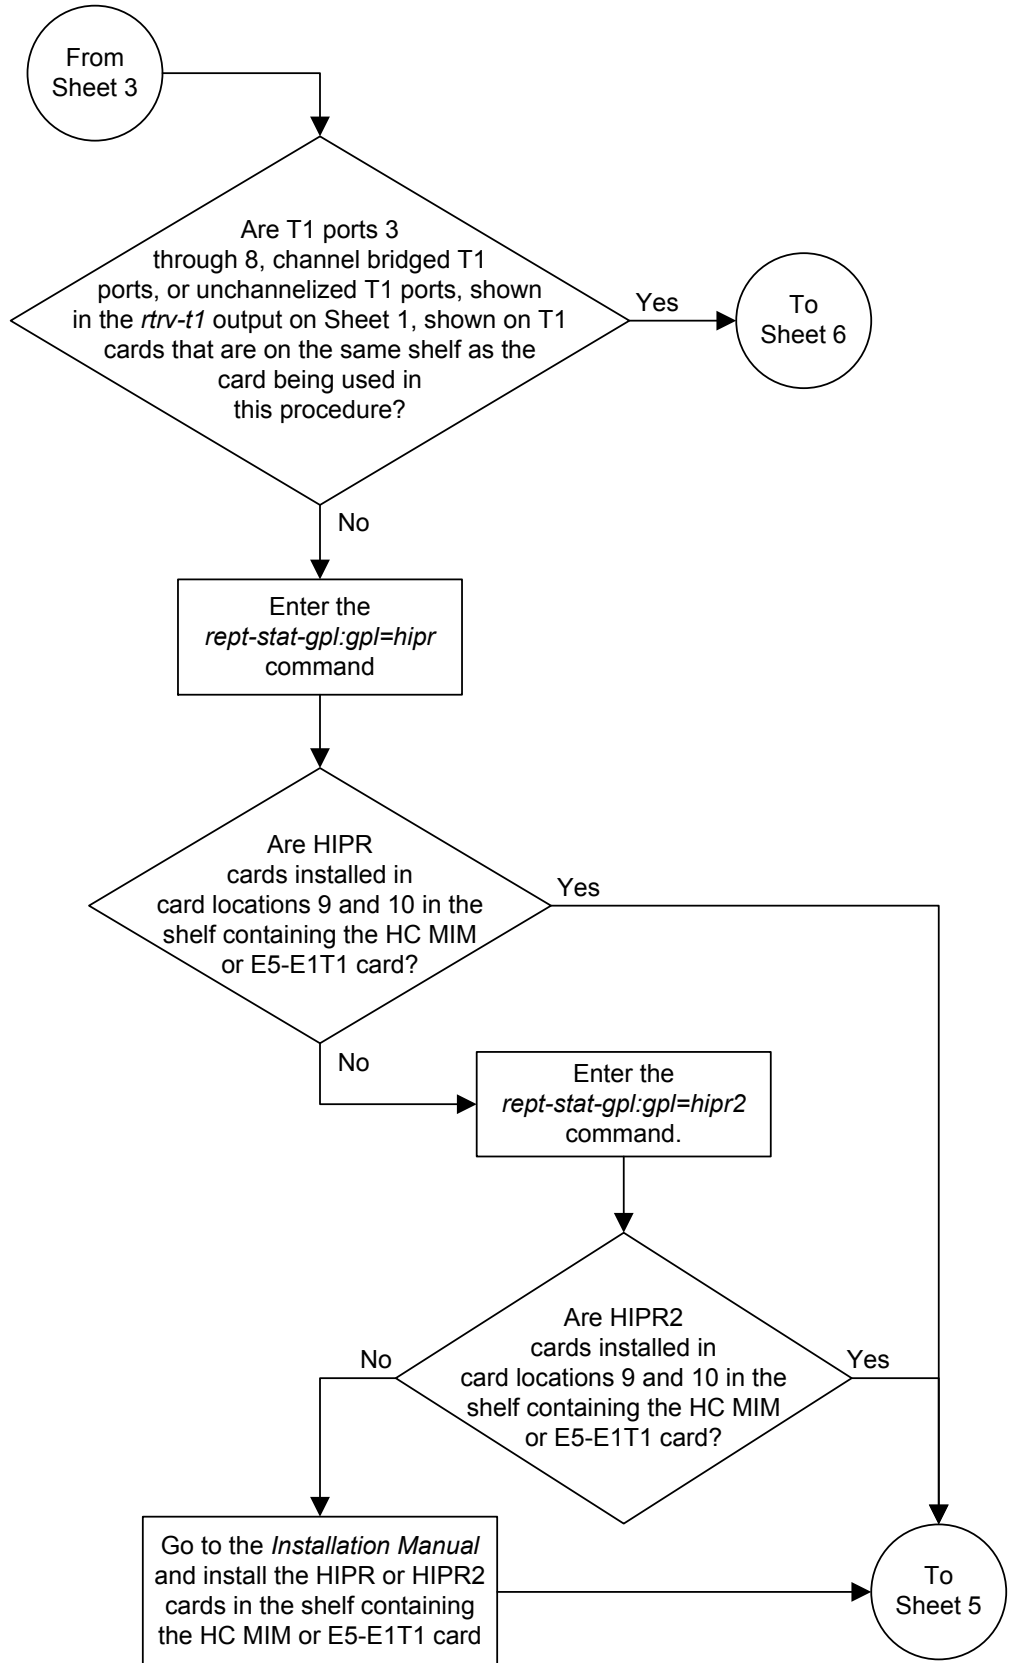 From
Sheet 3
Are T1 ports 3
through 8, channel bridged T1
ports, or unchannelized T1 ports, shown
in the rtrv-t1 output on Sheet 1, shown on T1
cards that are on the same shelf as the
card being used in
this procedure?
Yes
To
Sheet 6
No
Enter the
rept-stat-gpl:gpl=hipr
command
Are HIPR
cards installed in
card locations 9 and 10 in the
shelf containing the HC MIM
or E5-E1T1 card?
Yes
No
Enter the
rept-stat-gpl:gpl=hipr2
command.
Are HIPR2
cards installed in
card locations 9 and 10 in the
shelf containing the HC MIM
or E5-E1T1 card?
No
Yes
Go to the Installation Manual
and install the HIPR or HIPR2
cards in the shelf containing
the HC MIM or E5-E1T1 card
To
Sheet 5